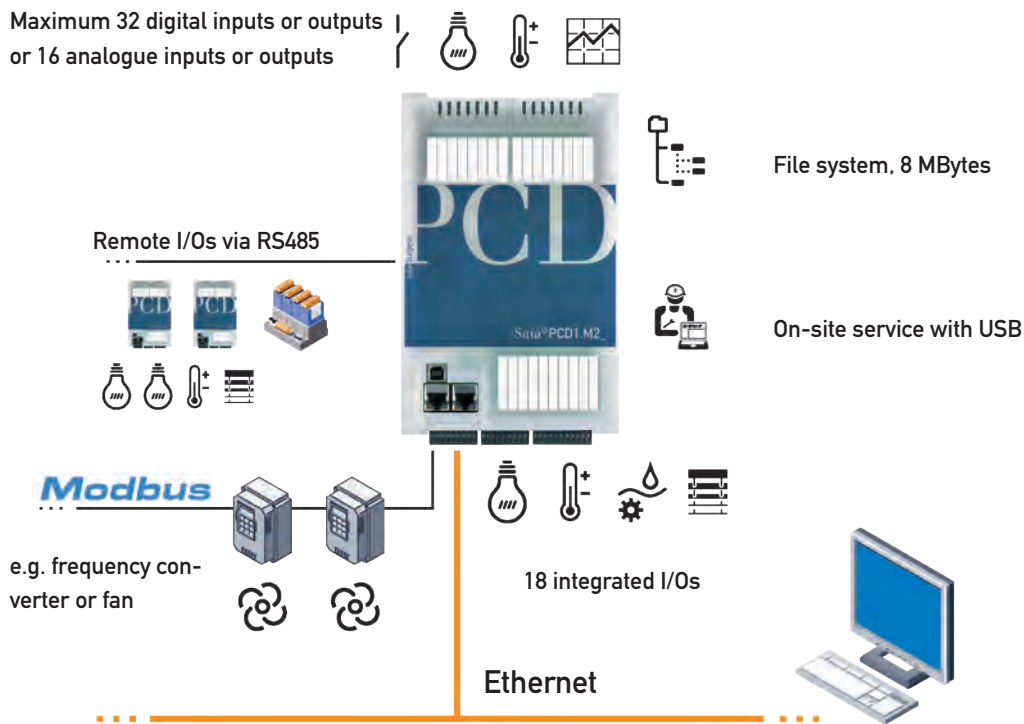 Maximum 32 digital inputs or outputs
or 16 analogue inputs or outputs
File system, 8 MBytes
PCD
Remote I/Os via RS485
PCD
PCD
Saia®PCD1.M2_
On-site service with USB
Modbus
e.g. frequency con-
verter or fan
18 integrated I/Os
Ethernet